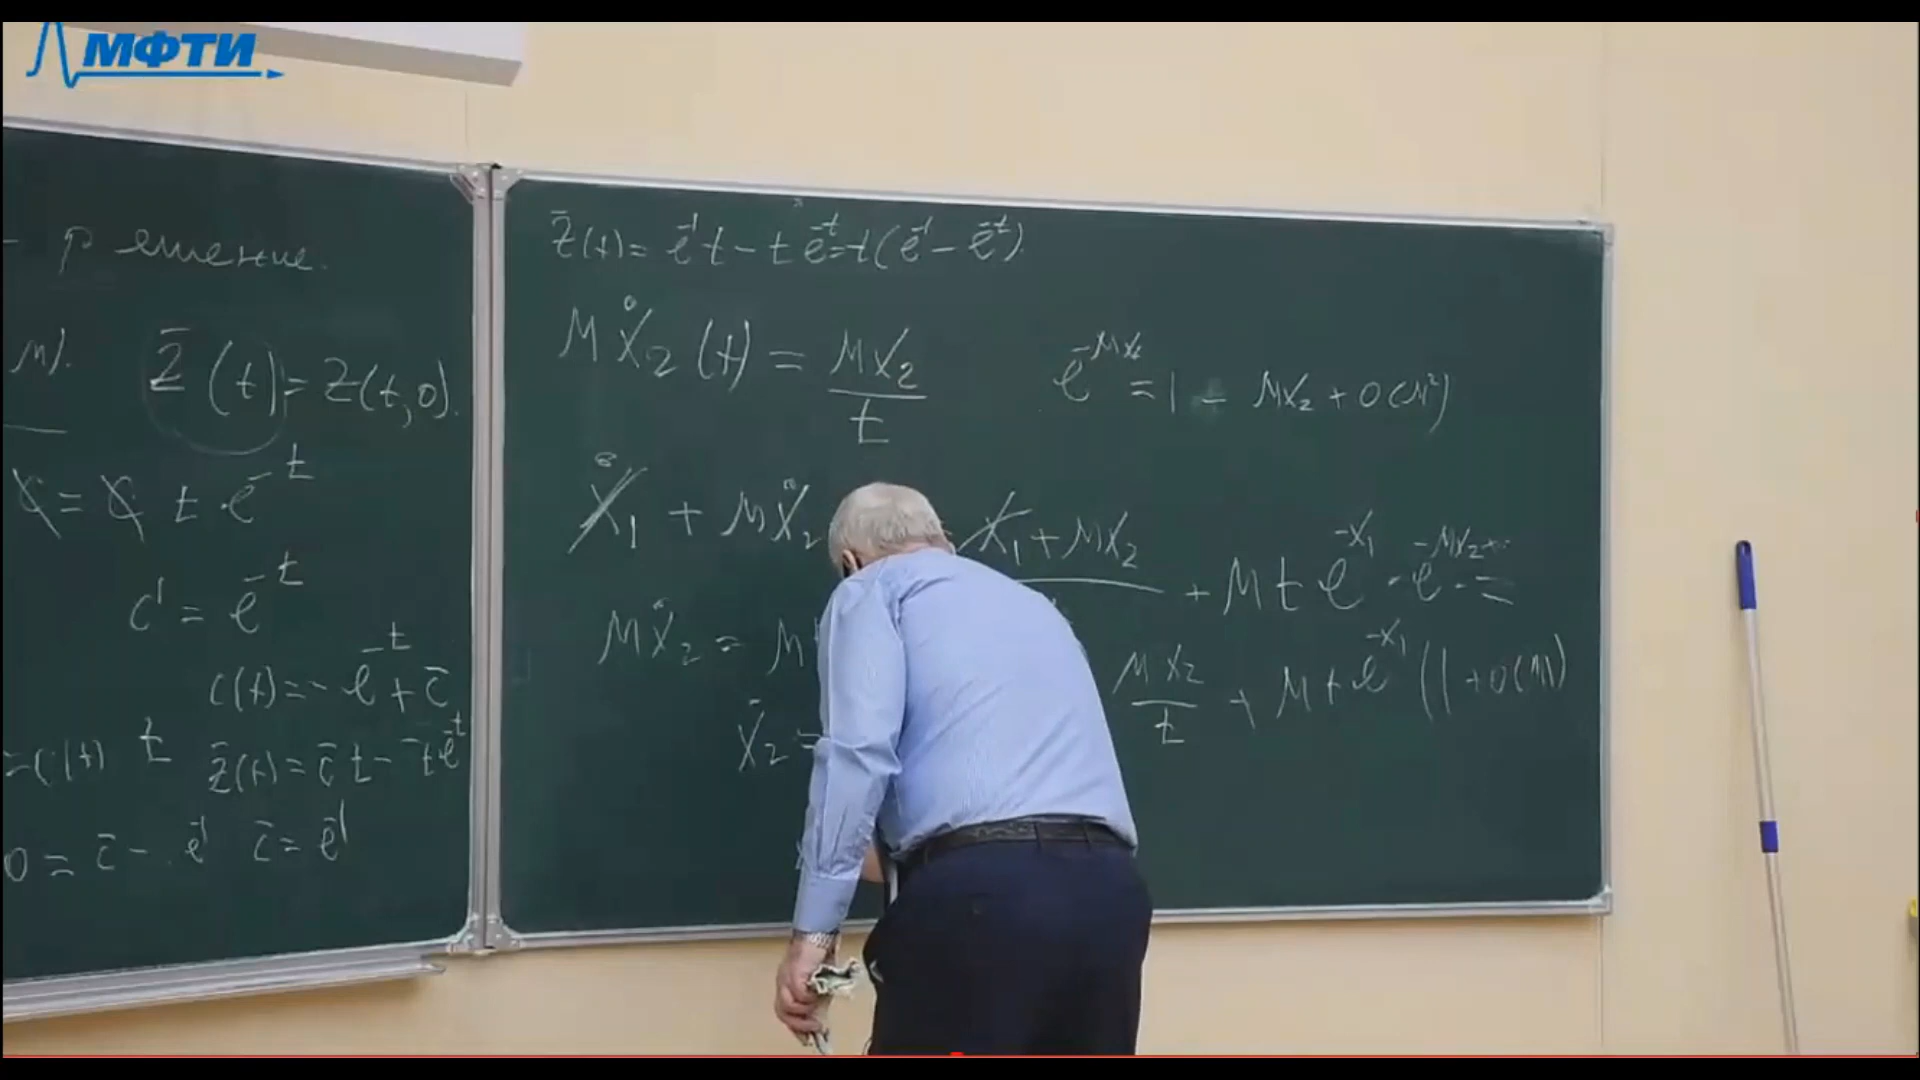 МФТИ
– решение.
м). z̄(t) = z(t,0).
= t·e^{-t}
c' = e^{-t}
c(t) = -e^{-t} + c̄
= c(t) t z̄(t) = c̄t - te^{-t}
0 = c̄ - e^{-1} c̄ = e^{-1}
z̄(t) = e^{-1}t - te^{-t} = t(e^{-1} - e^{-t}).
μẋ₂(t) = μx₂/t
e^{-μx₂} = 1 - μx₂ + O(μ²)
ẋ₁ + μẋ₂ x₁ + μx₂ + μte^{-x₁}·e^{-μx₂+...} =
μẋ₂ = μ μx₂/t + μte^{-x₁}(1 + O(μ))
ẋ₂ =